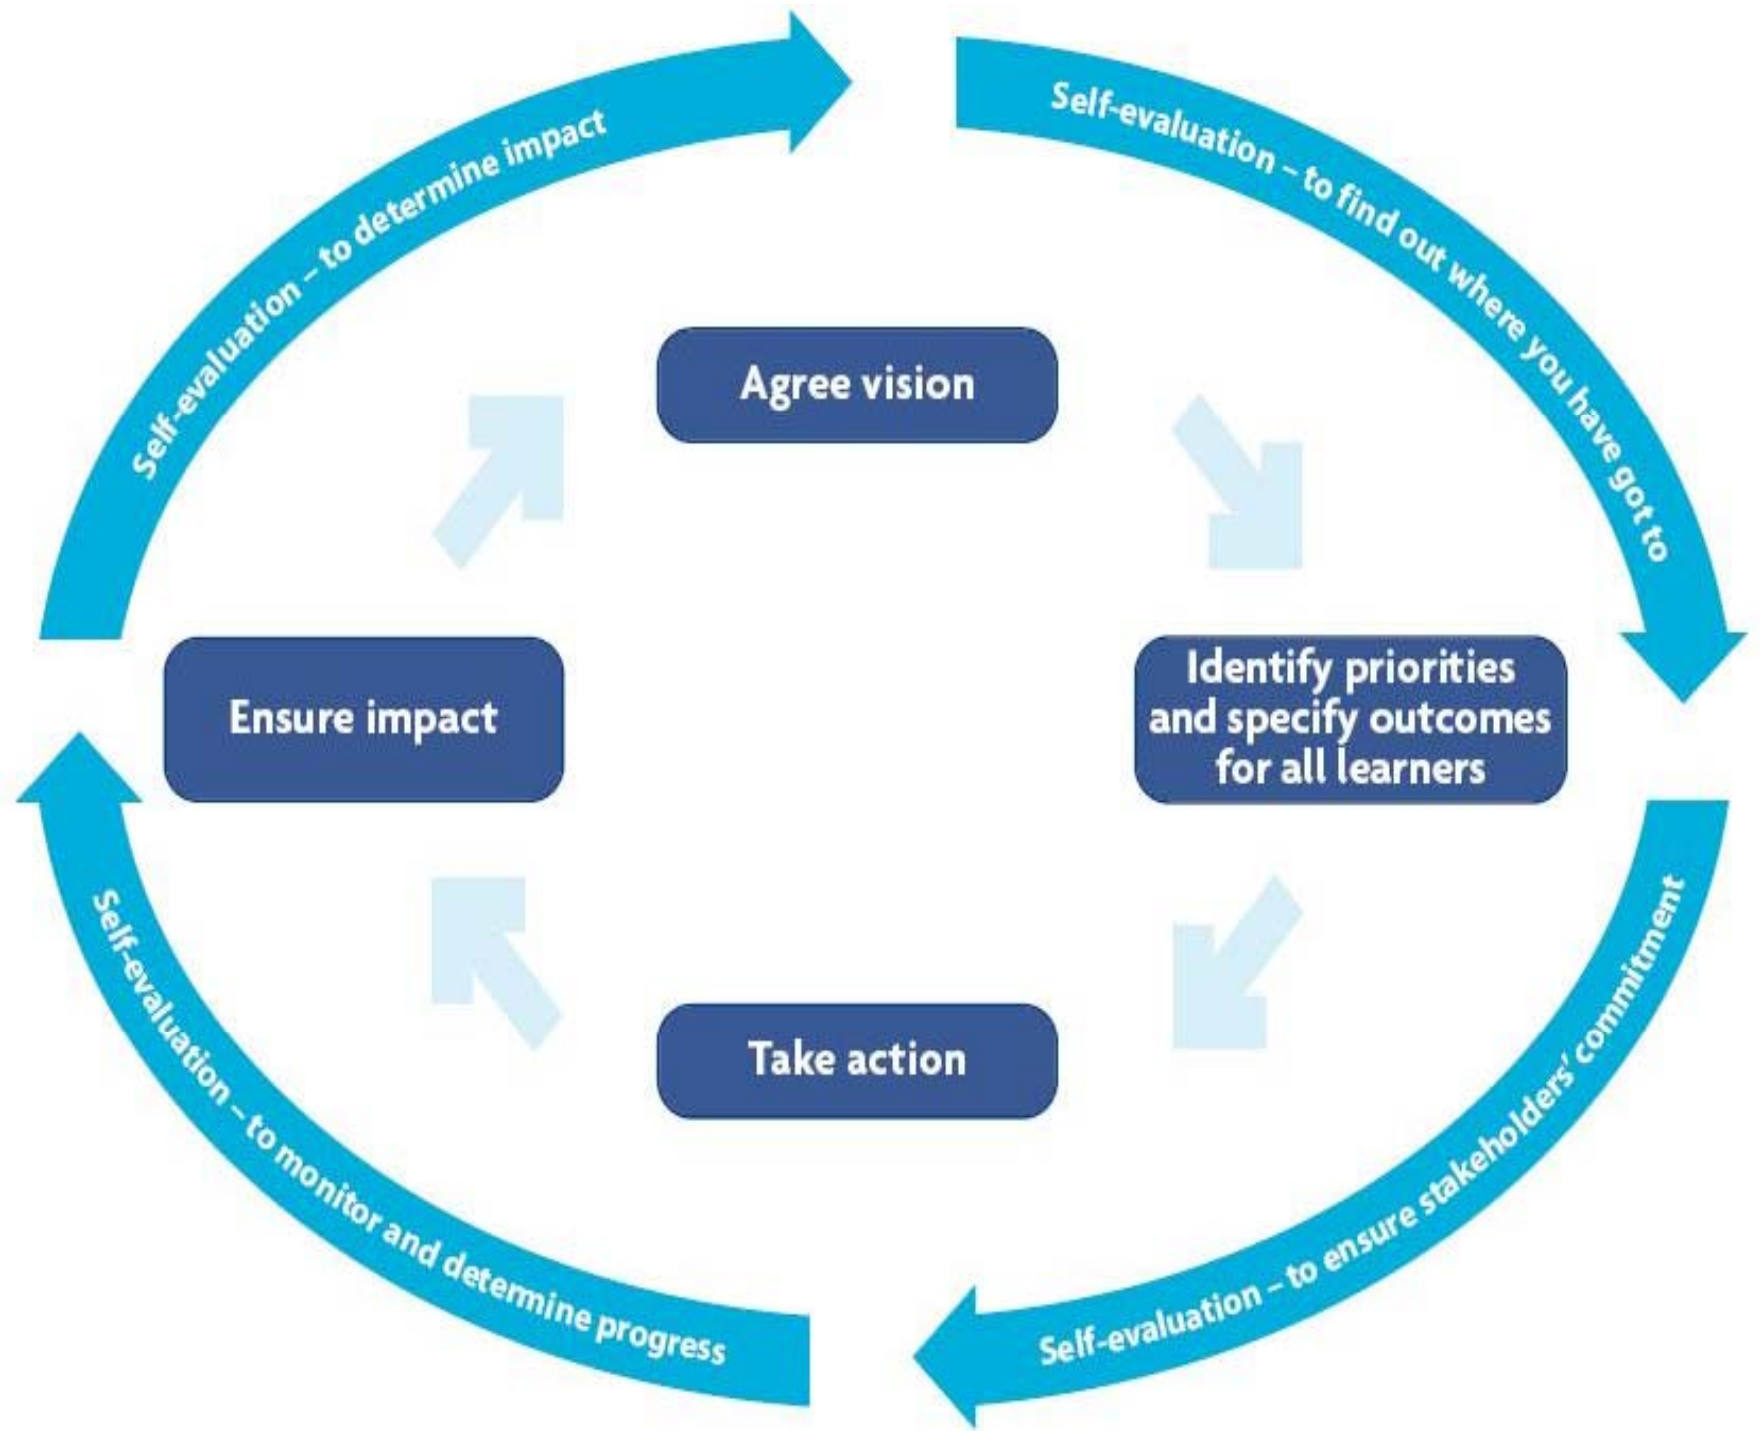 Self-evaluation – to determine impact
Self-evaluation – to find out where you have got to
Agree vision
Ensure impact
Identify priorities
and specify outcomes
for all learners
Take action
Self-evaluation – to monitor and determine progress
Self-evaluation – to ensure stakeholders’ commitment